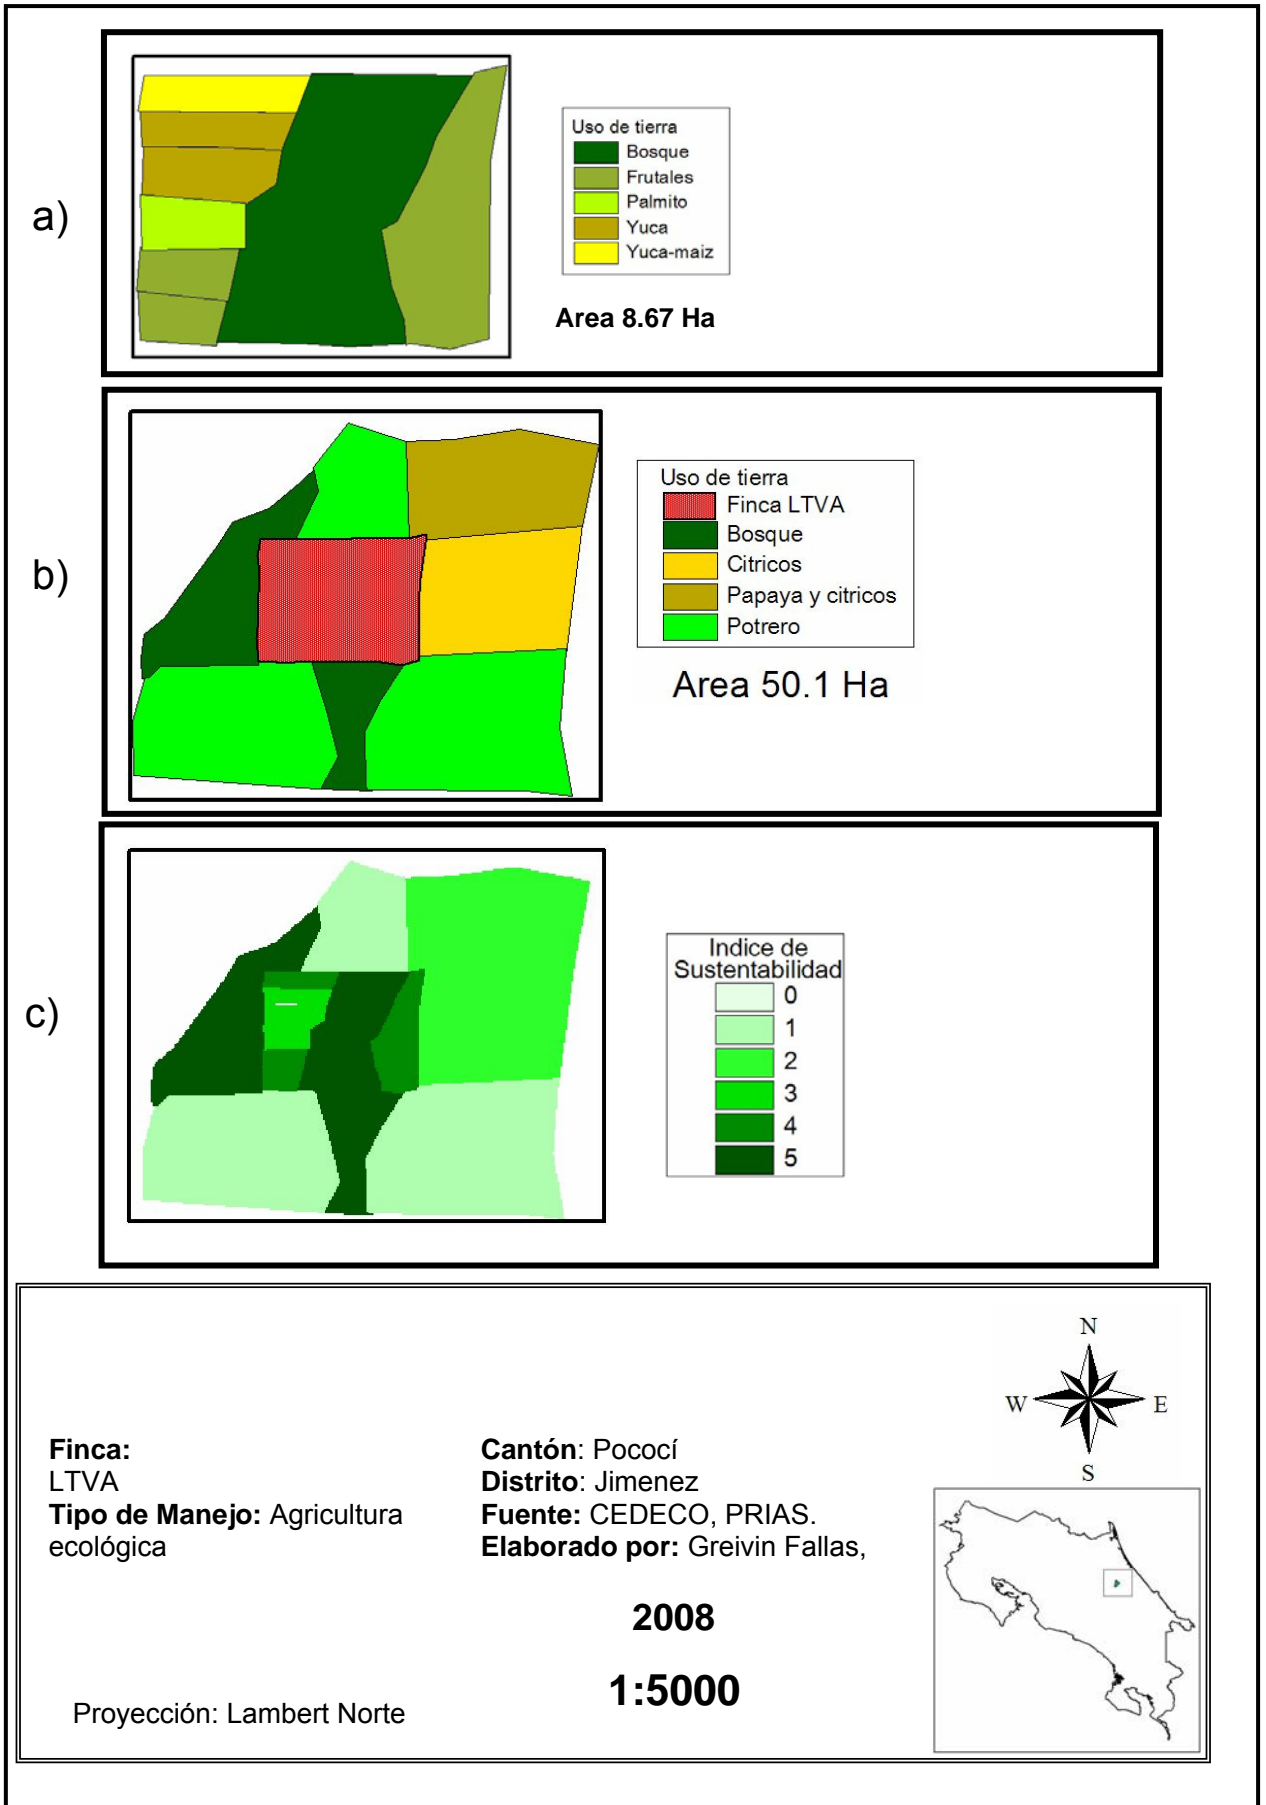 a)
Uso de tierra
Bosque
Frutales
Palmito
Yuca
Yuca-maiz
Area 8.67 Ha
b)
Uso de tierra
Finca LTVA
Bosque
Citricos
Papaya y citricos
Potrero
Area 50.1 Ha
c)
Indice de
Sustentabilidad
0
1
2
3
4
5
N
W E
S
Finca:
LTVA
Tipo de Manejo: Agricultura
ecológica
Cantón: Pococí
Distrito: Jimenez
Fuente: CEDECO, PRIAS.
Elaborado por: Greivin Fallas,
2008
1:5000
Proyección: Lambert Norte